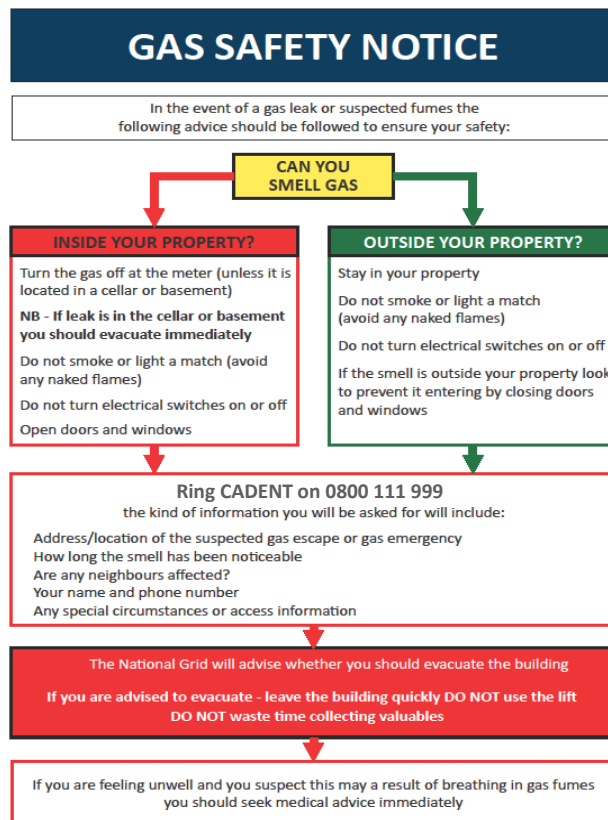 GAS SAFETY NOTICE
In the event of a gas leak or suspected fumes the
following advice should be followed to ensure your safety:
CAN YOU
SMELL GAS
INSIDE YOUR PROPERTY?
Turn the gas off at the meter (unless it is
located in a cellar or basement)
NB - If leak is in the cellar or basement
you should evacuate immediately
Do not smoke or light a match (avoid
any naked flames)
Do not turn electrical switches on or off
Open doors and windows
OUTSIDE YOUR PROPERTY?
Stay in your property
Do not smoke or light a match
(avoid any naked flames)
Do not turn electrical switches on or off
If the smell is outside your property look
to prevent it entering by closing doors
and windows
Ring CADENT on 0800 111 999
the kind of information you will be asked for will include:
Address/location of the suspected gas escape or gas emergency
How long the smell has been noticeable
Are any neighbours affected?
Your name and phone number
Any special circumstances or access information
The National Grid will advise whether you should evacuate the building
If you are advised to evacuate - leave the building quickly DO NOT use the lift
DO NOT waste time collecting valuables
If you are feeling unwell and you suspect this may a result of breathing in gas fumes
you should seek medical advice immediately